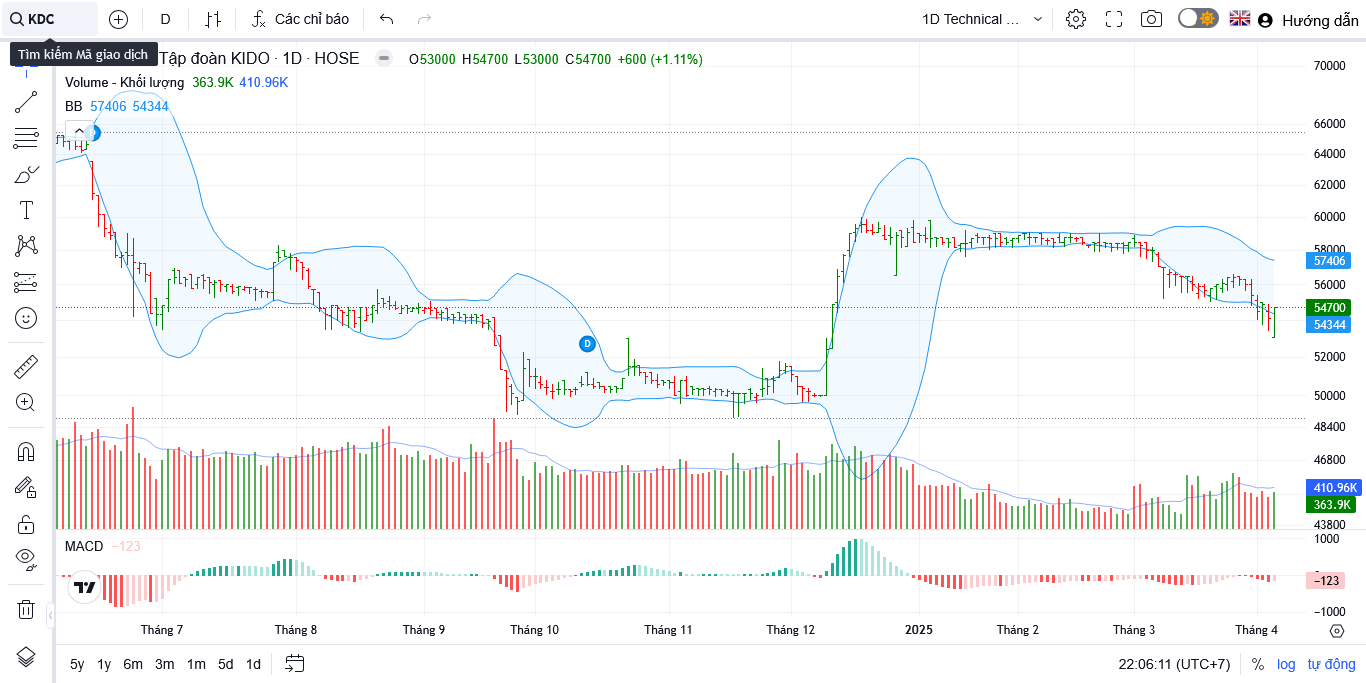 KDC
D
Các chỉ báo
1D Technical ...
Hướng dẫn
Tìm kiếm Mã giao dịch
Tập đoàn KIDO · 1D · HOSE
O53000 H54700 L53000 C54700 +600 (+1.11%)
Volume - Khối lượng 363.9K 410.96K
BB 57406 54344
D
70000
66000
64000
62000
60000
58000
57406
56000
54700
54344
52000
50000
48400
46800
410.96K
363.9K
43800
MACD −123
1000
−123
−1000
Tháng 7
Tháng 8
Tháng 9
Tháng 10
Tháng 11
Tháng 12
2025
Tháng 2
Tháng 3
Tháng 4
5y 1y 6m 3m 1m 5d 1d
22:06:11 (UTC+7)
% log tự động